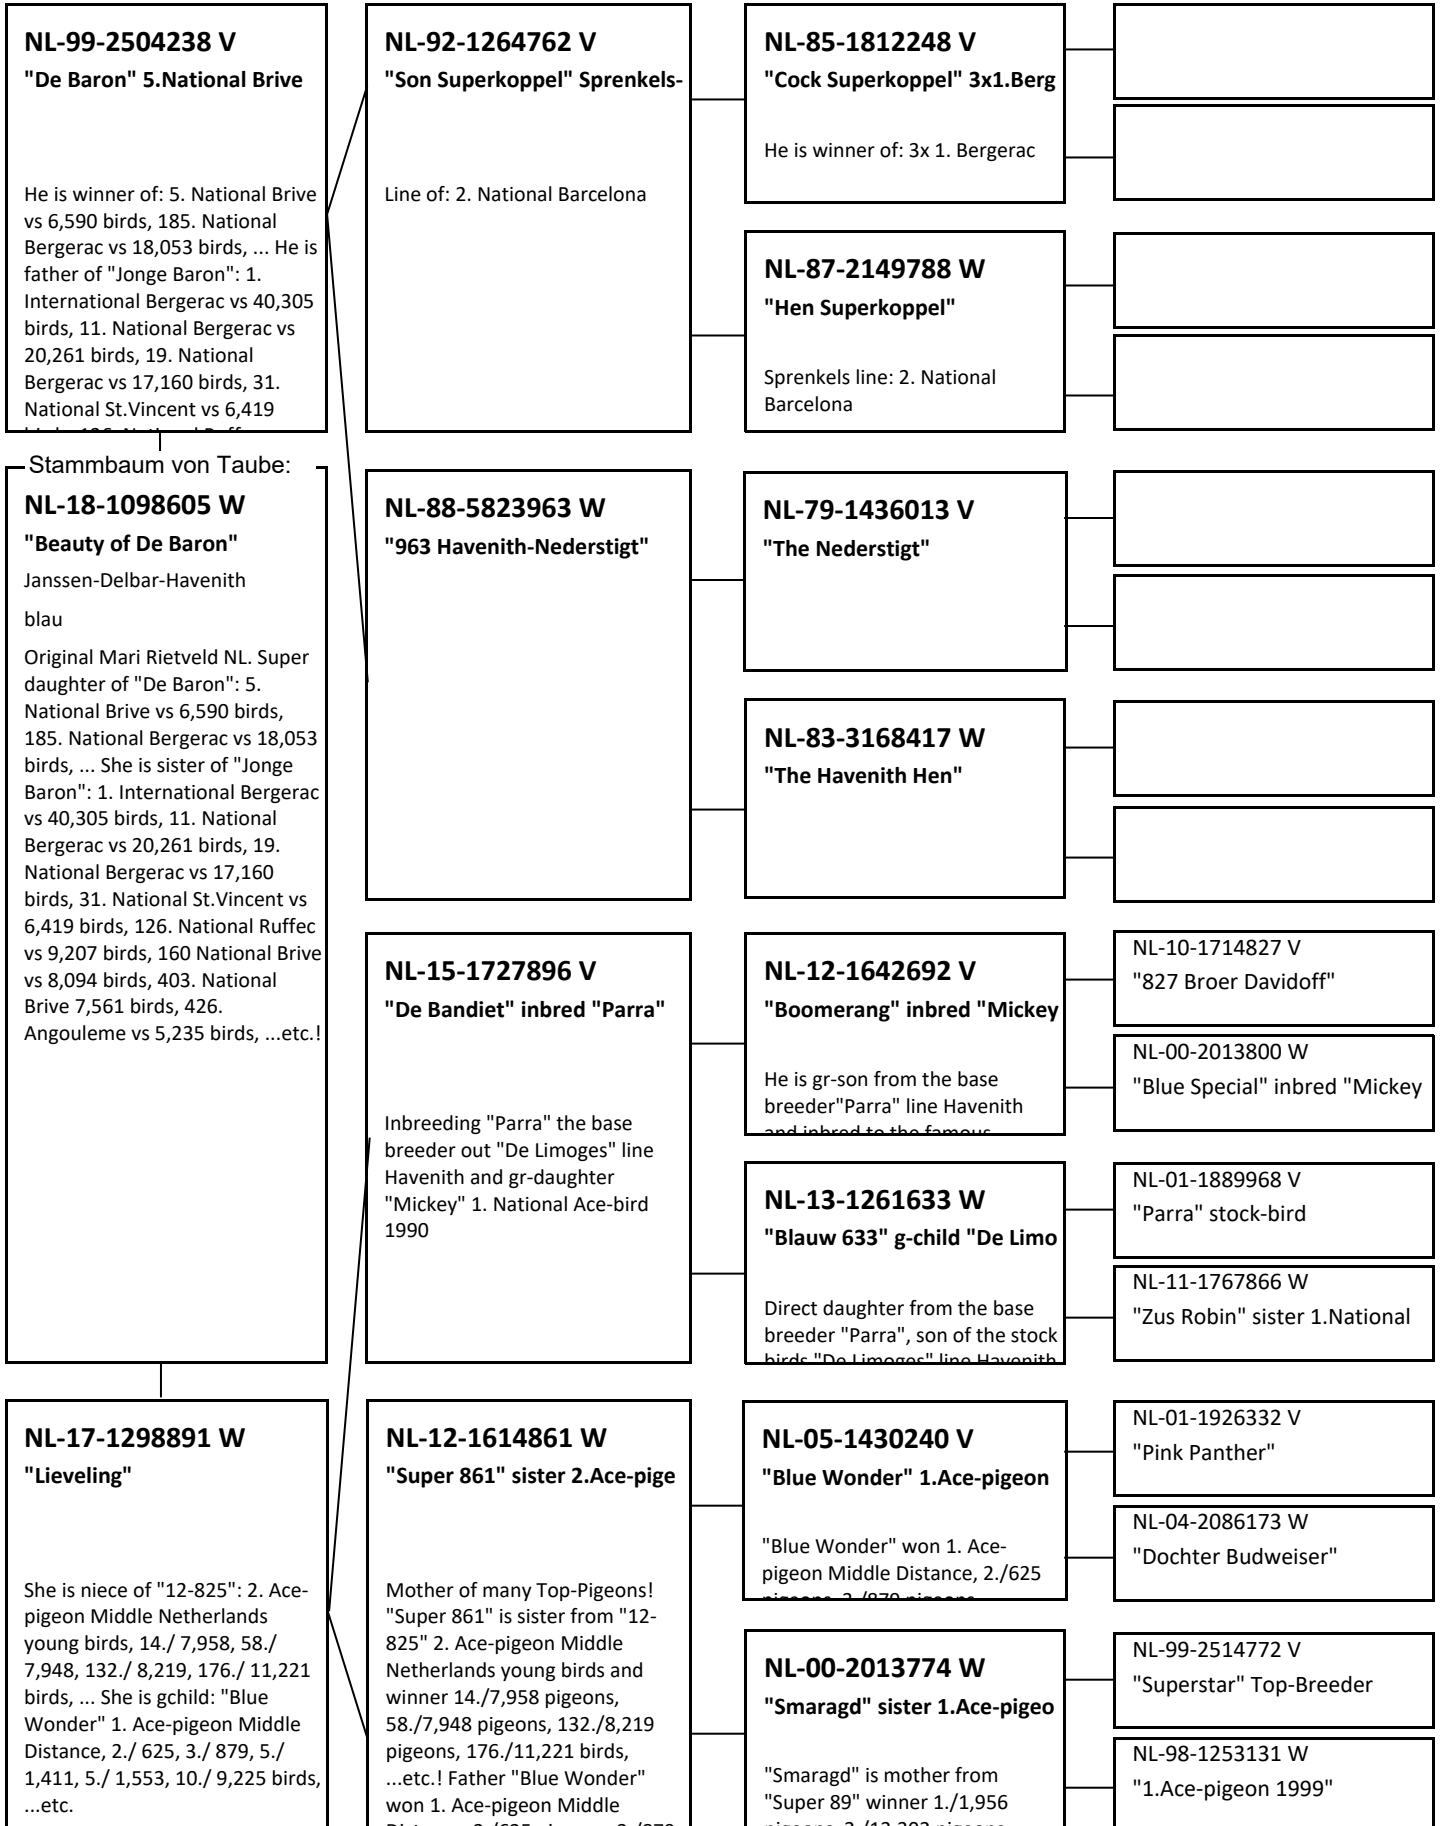 NL-99-2504238 V
"De Baron" 5.National Brive
He is winner of: 5. National Brive
vs 6,590 birds, 185. National
Bergerac vs 18,053 birds, ... He is
father of "Jonge Baron": 1.
International Bergerac vs 40,305
birds, 11. National Bergerac vs
20,261 birds, 19. National
Bergerac vs 17,160 birds, 31.
National St.Vincent vs 6,419
Stammbaum von Taube:
NL-18-1098605 W
"Beauty of De Baron"
Janssen-Delbar-Havenith
blau
Original Mari Rietveld NL. Super
daughter of "De Baron": 5.
National Brive vs 6,590 birds,
185. National Bergerac vs 18,053
birds, ... She is sister of "Jonge
Baron": 1. International Bergerac
vs 40,305 birds, 11. National
Bergerac vs 20,261 birds, 19.
National Bergerac vs 17,160
birds, 31. National St.Vincent vs
6,419 birds, 126. National Ruffec
vs 9,207 birds, 160 National Brive
vs 8,094 birds, 403. National
Brive 7,561 birds, 426.
Angouleme vs 5,235 birds, ...etc.!
NL-17-1298891 W
"Lieveling"
She is niece of "12-825": 2. Ace-
pigeon Middle Netherlands
young birds, 14./ 7,958, 58./
7,948, 132./ 8,219, 176./ 11,221
birds, ... She is gchild: "Blue
Wonder" 1. Ace-pigeon Middle
Distance, 2./ 625, 3./ 879, 5./
1,411, 5./ 1,553, 10./ 9,225 birds,
...etc.
NL-92-1264762 V
"Son Superkoppel" Sprenkels-
Line of: 2. National Barcelona
NL-88-5823963 W
"963 Havenith-Nederstigt"
NL-15-1727896 V
"De Bandiet" inbred "Parra"
Inbreeding "Parra" the base
breeder out "De Limoges" line
Havenith and gr-daughter
"Mickey" 1. National Ace-bird
1990
NL-12-1614861 W
"Super 861" sister 2.Ace-pige
Mother of many Top-Pigeons!
"Super 861" is sister from "12-
825" 2. Ace-pigeon Middle
Netherlands young birds and
winner 14./7,958 pigeons,
58./7,948 pigeons, 132./8,219
pigeons, 176./11,221 birds,
...etc.! Father "Blue Wonder"
won 1. Ace-pigeon Middle
NL-85-1812248 V
"Cock Superkoppel" 3x1.Berg
He is winner of: 3x 1. Bergerac
NL-87-2149788 W
"Hen Superkoppel"
Sprenkels line: 2. National
Barcelona
NL-79-1436013 V
"The Nederstigt"
NL-83-3168417 W
"The Havenith Hen"
NL-12-1642692 V
"Boomerang" inbred "Mickey
He is gr-son from the base
breeder"Parra" line Havenith
and inbred to the famous
NL-13-1261633 W
"Blauw 633" g-child "De Limo
Direct daughter from the base
breeder "Parra", son of the stock
birds "De Limoges" line Havenith
NL-05-1430240 V
"Blue Wonder" 1.Ace-pigeon
"Blue Wonder" won 1. Ace-
pigeon Middle Distance, 2./625
pigeons, 3./879 pigeons,
NL-00-2013774 W
"Smaragd" sister 1.Ace-pigeo
"Smaragd" is mother from
"Super 89" winner 1./1,956
NL-10-1714827 V
"827 Broer Davidoff"
NL-00-2013800 W
"Blue Special" inbred "Mickey
NL-01-1889968 V
"Parra" stock-bird
NL-11-1767866 W
"Zus Robin" sister 1.National
NL-01-1926332 V
"Pink Panther"
NL-04-2086173 W
"Dochter Budweiser"
NL-99-2514772 V
"Superstar" Top-Breeder
NL-98-1253131 W
"1.Ace-pigeon 1999"